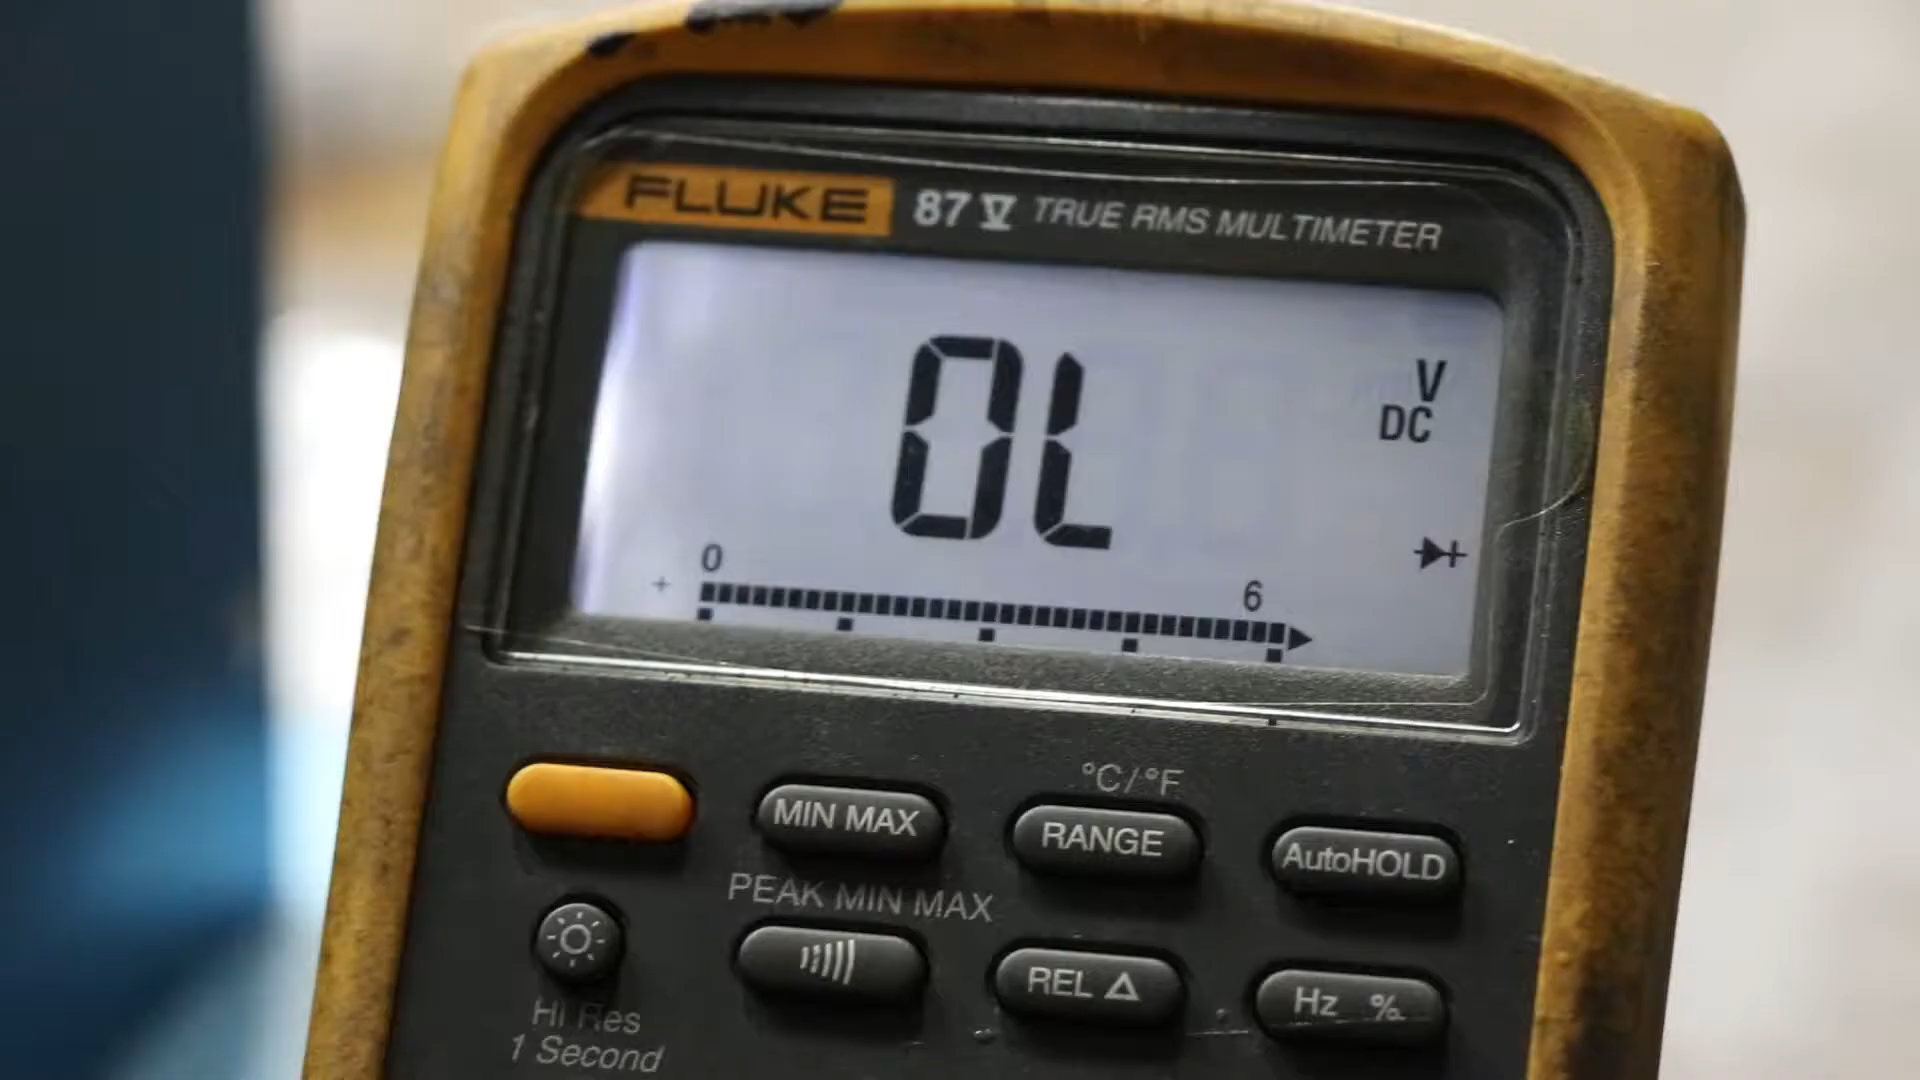 FLUKE 87 V TRUE RMS MULTIMETER
OL
V
DC
0
6
+
°C/°F
MIN MAX
RANGE
AutoHOLD
PEAK MIN MAX
REL Δ
Hz %
Hi Res
1 Second